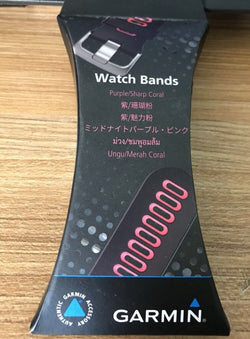 Watch Bands
Purple/Sharp Coral
紫/珊瑚粉
紫/魅力粉
ミッドナイトパープル・ピンク
ม่วง/ชมพูอมส้ม
Ungu/Merah Coral
AUTHENTIC GARMIN ACCESSORY
GARMIN